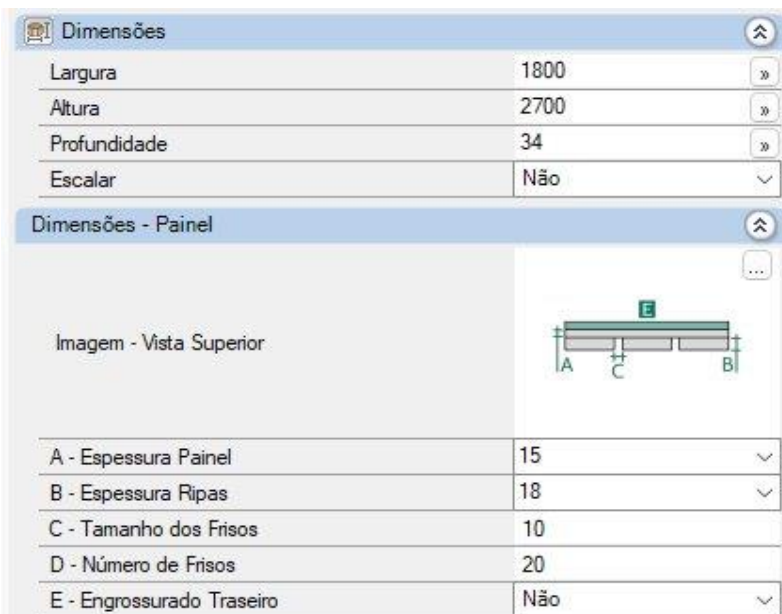 Dimensões
Largura 1800 »
Altura 2700 »
Profundidade 34 »
Escalar Não
Dimensões - Painel
...
Imagem - Vista Superior
E
A C B
A - Espessura Painel 15
B - Espessura Ripas 18
C - Tamanho dos Frisos 10
D - Número de Frisos 20
E - Engrossurado Traseiro Não